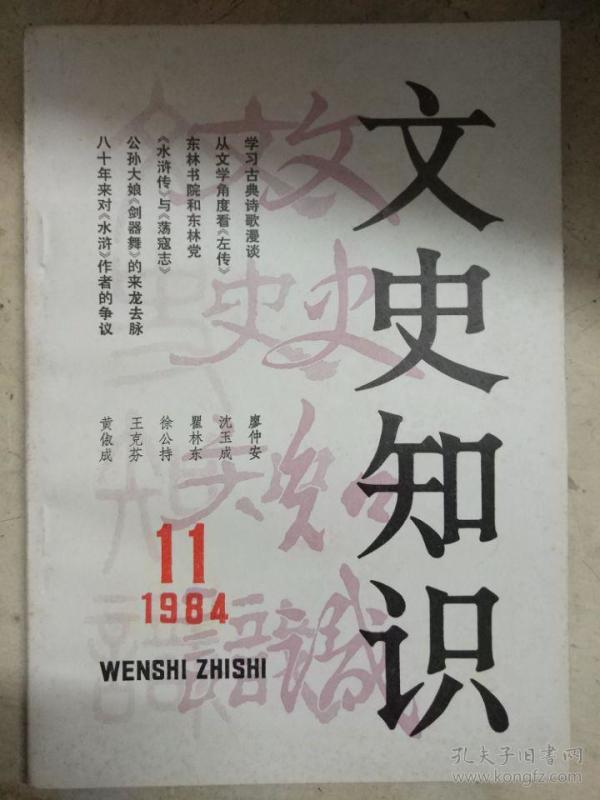 文史知识
学习古典诗歌漫谈
廖仲安
从文学角度看《左传》
沈玉成
东林书院和东林党
瞿林东
《水浒传》与《荡寇志》
徐公持
公孙大娘《剑器舞》的来龙去脉
王克芬
八十年来对《水浒》作者的争议
黄俶成
11
1984
WENSHI ZHISHI
孔夫子旧书网
www.kongfz.com